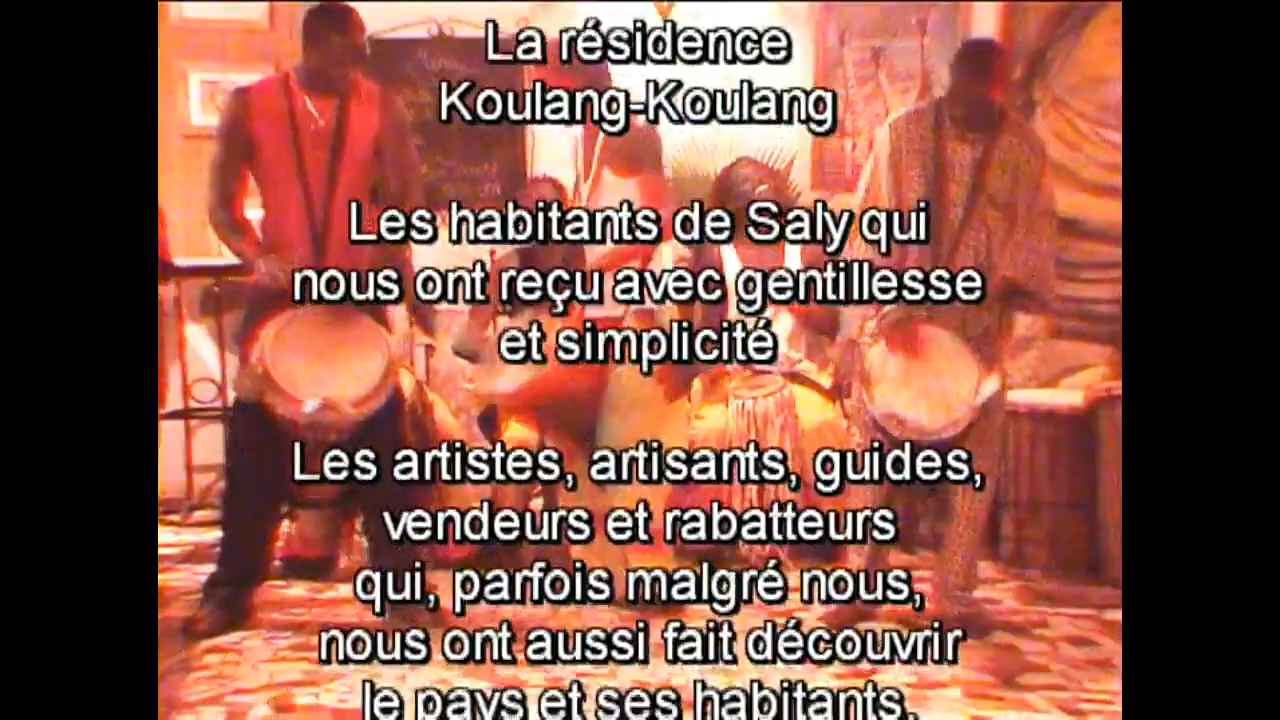 La résidence
Koulang-Koulang
Les habitants de Saly qui
nous ont reçu avec gentillesse
et simplicité
Les artistes, artisants, guides,
vendeurs et rabatteurs
qui, parfois malgré nous,
nous ont aussi fait découvrir
le pays et ses habitants.